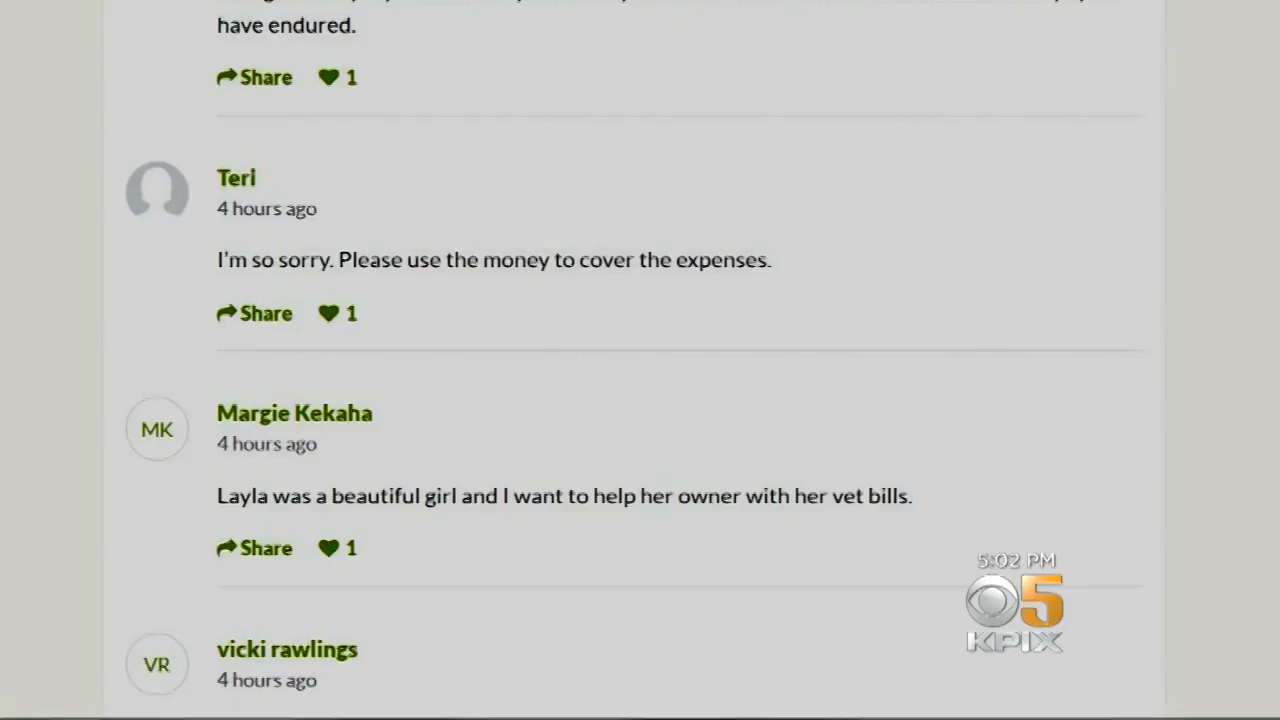 have endured.
Share 1
Teri
4 hours ago
I'm so sorry. Please use the money to cover the expenses.
Share 1
MK
Margie Kekaha
4 hours ago
Layla was a beautiful girl and I want to help her owner with her vet bills.
Share 1
5:02 PM
5
KPIX
VR
vicki rawlings
4 hours ago